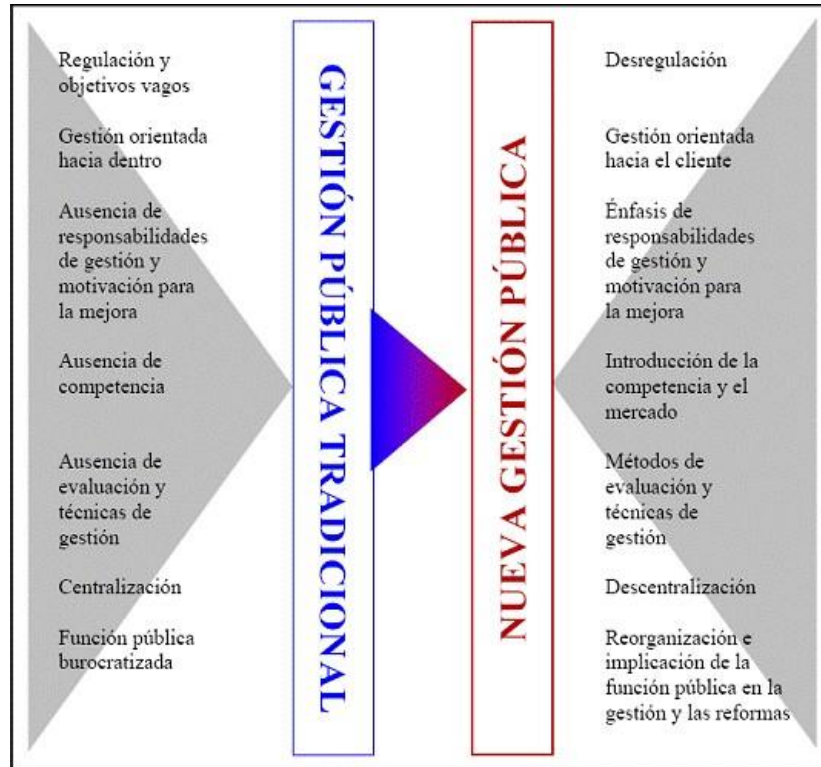 Regulación y
objetivos vagos
Gestión orientada
hacia dentro
Ausencia de
responsabilidades
de gestión y
motivación para
la mejora
Ausencia de
competencia
Ausencia de
evaluación y
técnicas de
gestión
Centralización
Función pública
burocratizada
GESTIÓN PÚBLICA TRADICIONAL
NUEVA GESTIÓN PÚBLICA
Desregulación
Gestión orientada
hacia el cliente
Énfasis de
responsabilidades
de gestión y
motivación para
la mejora
Introducción de la
competencia y el
mercado
Métodos de
evaluación y
técnicas de
gestión
Descentralización
Reorganización e
implicación de la
función pública en la
gestión y las reformas